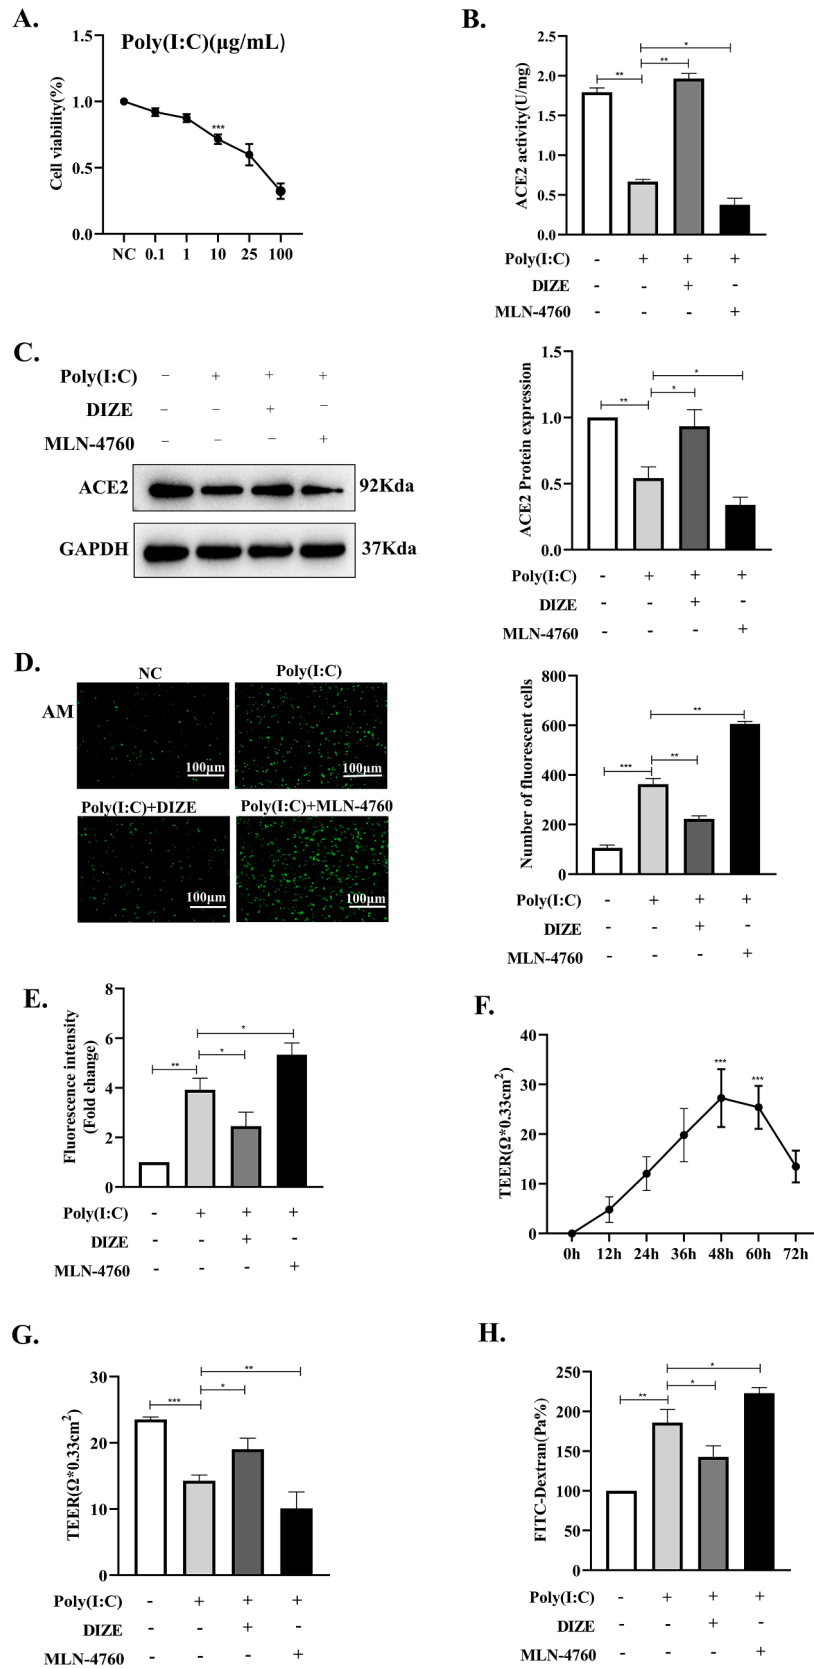 A.
Poly(I:C)(μg/mL)
Cell viability(%)
1.5
1.0
0.5
0.0
***
NC 0.1 1 10 25 100
B.
ACE2 activity(U/mg)
2.5
2.0
1.5
1.0
0.5
0.0
*
**
**
Poly(I:C) - + + +
DIZE - - + -
MLN-4760 - - - +
C.
Poly(I:C) - + + +
DIZE - - + -
MLN-4760 - - - +
ACE2 92Kda
GAPDH 37Kda
ACE2 Protein expression
1.5
1.0
0.5
0.0
*
*
**
Poly(I:C) - + + +
DIZE - - + -
MLN-4760 - - - +
D.
NC Poly(I:C)
AM
100μm 100μm
Poly(I:C)+DIZE Poly(I:C)+MLN-4760
100μm 100μm
Number of fluorescent cells
800
600
400
200
0
**
**
***
Poly(I:C) - + + +
DIZE - - + -
MLN-4760 - - - +
E.
Fluorescence intensity
(Fold change)
8
6
4
2
0
*
*
**
Poly(I:C) - + + +
DIZE - - + -
MLN-4760 - - - +
F.
TEER(Ω*0.33cm²)
40
30
20
10
0
*** ***
0h 12h 24h 36h 48h 60h 72h
G.
TEER(Ω*0.33cm²)
30
20
10
0
**
*
***
Poly(I:C) - + + +
DIZE - - + -
MLN-4760 - - - +
H.
FITC-Dextran(Pa%)
250
200
150
100
50
0
*
*
**
Poly(I:C) - + + +
DIZE - - + -
MLN-4760 - - - +